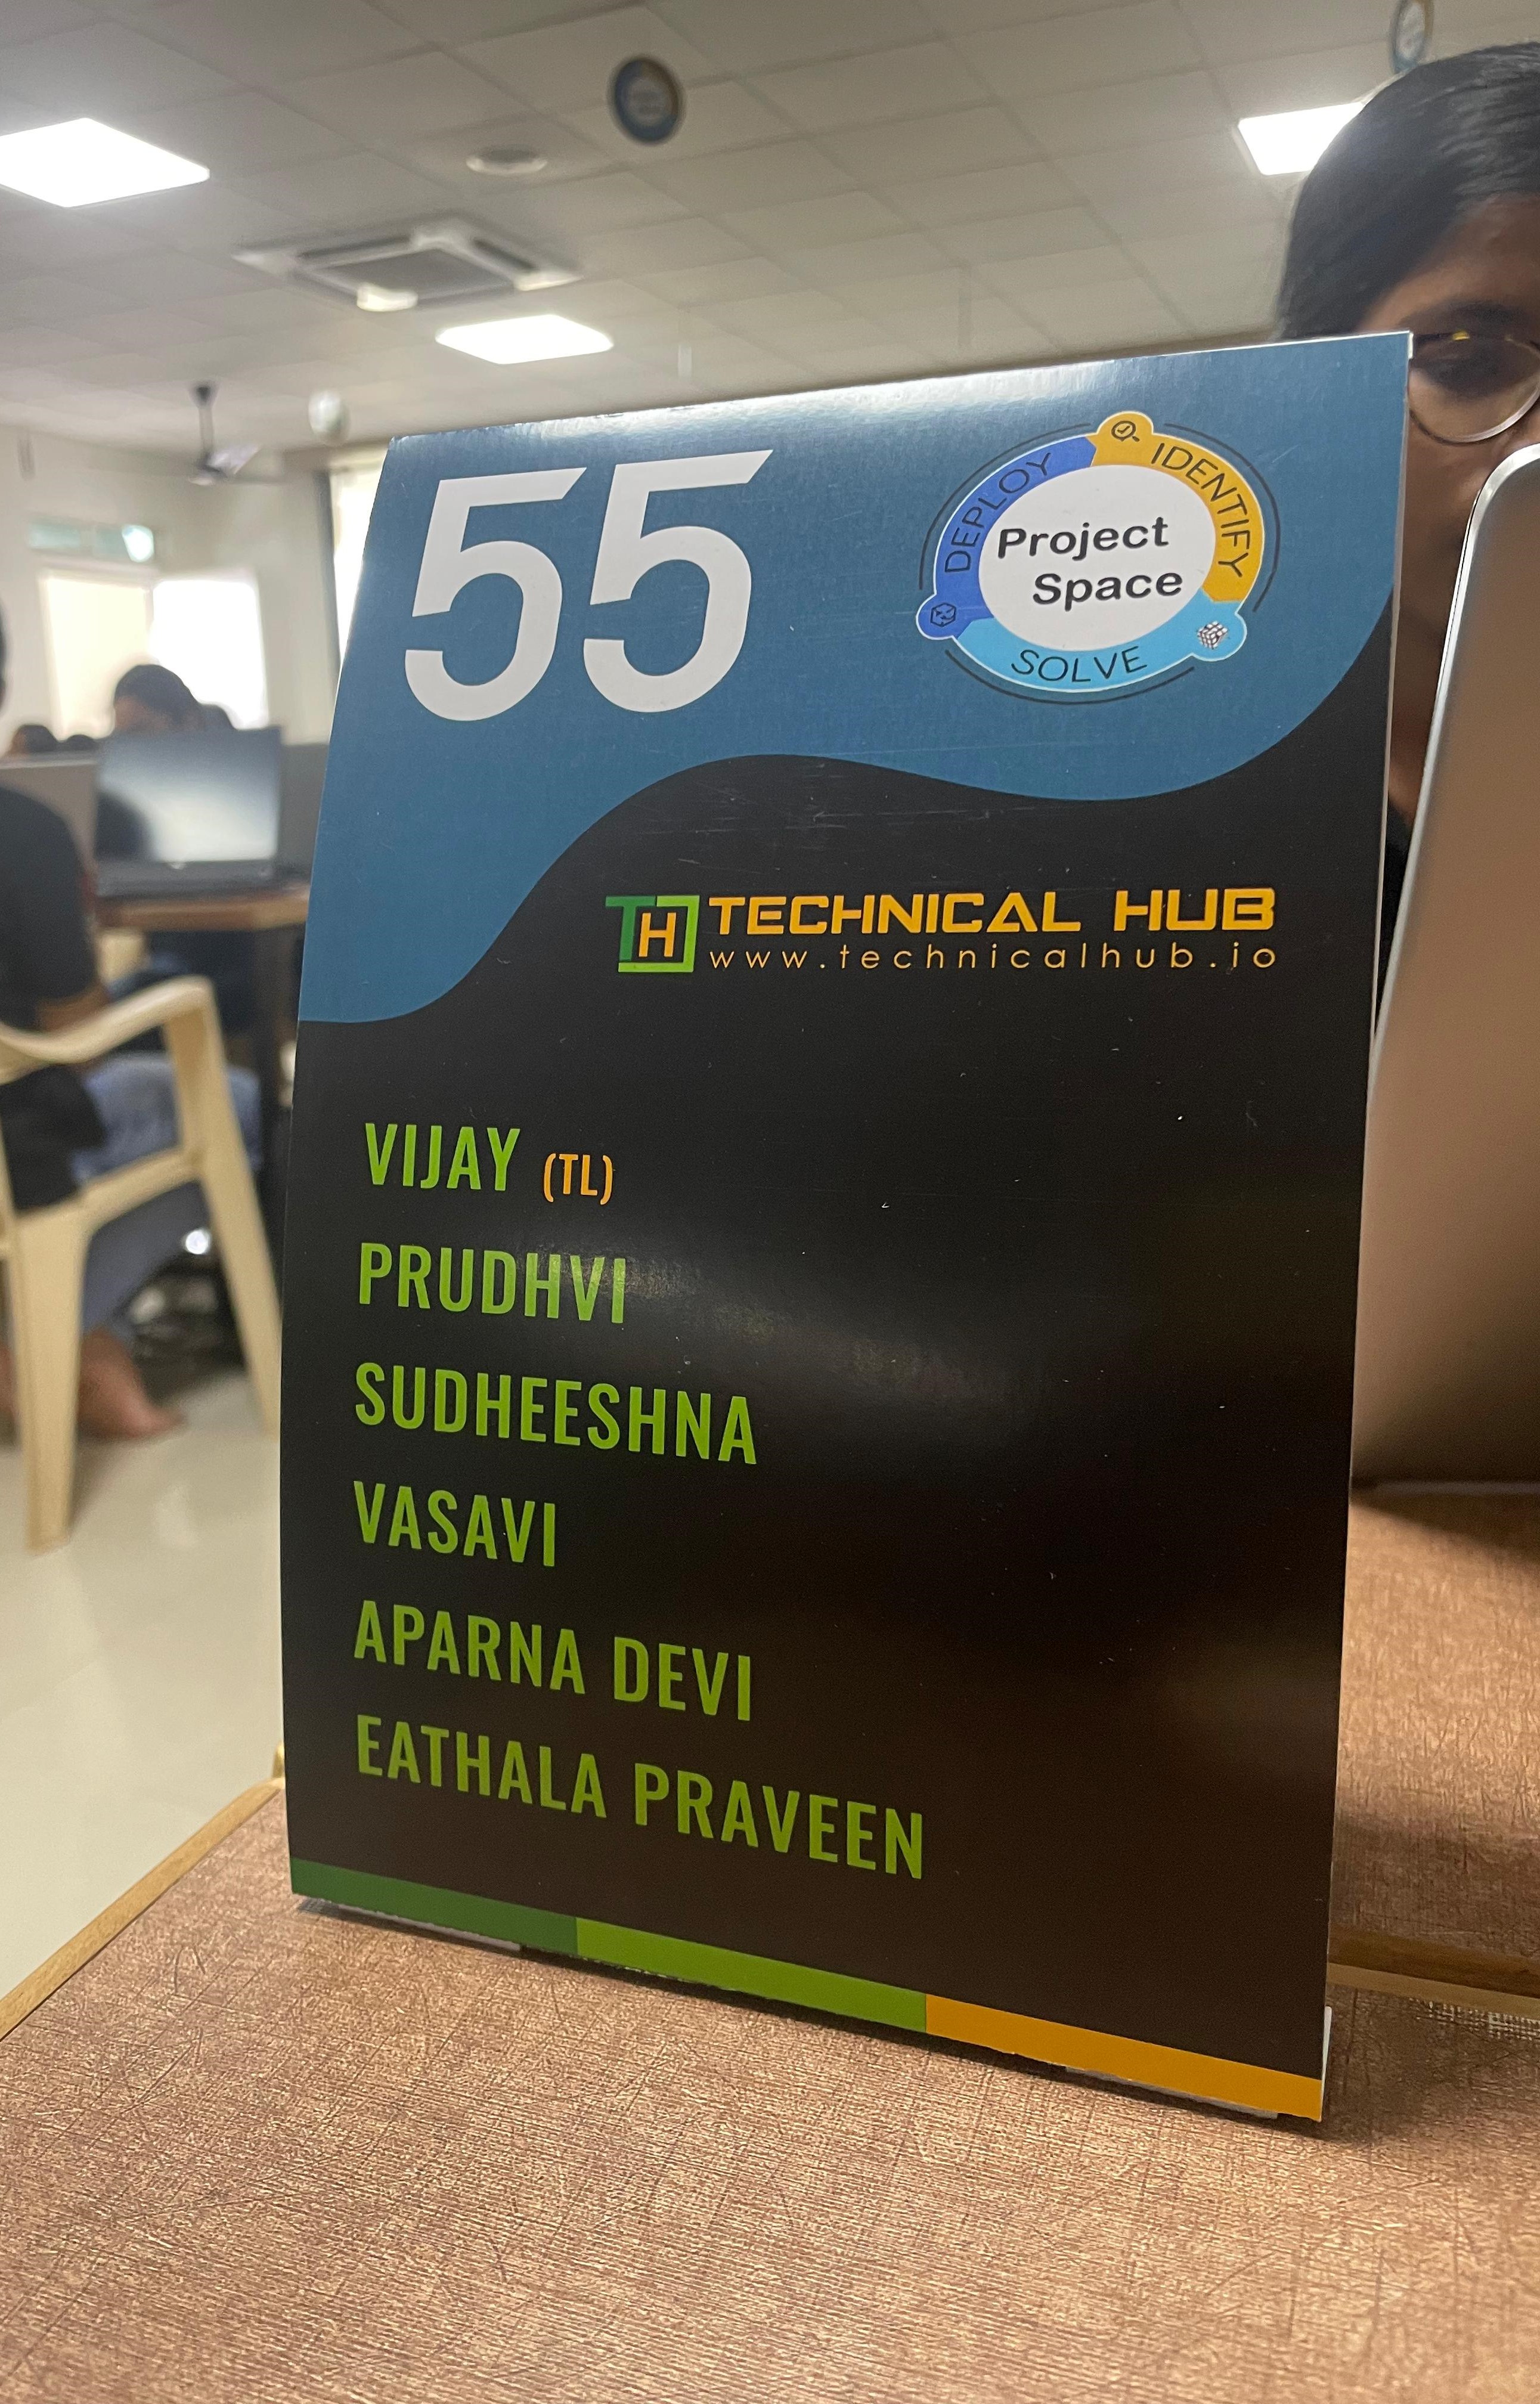 55
DEPLOY
IDENTIFY
Project
Space
SOLVE
TH TECHNICAL HUB
www.technicalhub.io
VIJAY (TL)
PRUDHVI
SUDHEESHNA
VASAVI
APARNA DEVI
EATHALA PRAVEEN